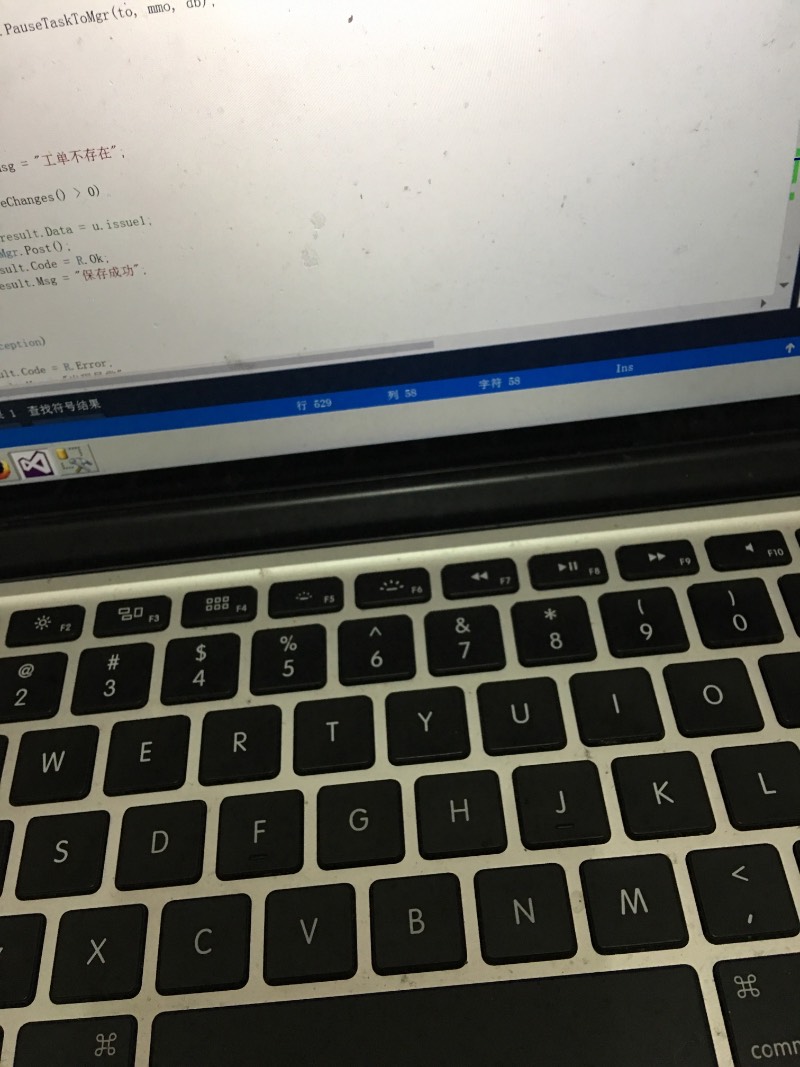 .PauseTaskToMgr(to, mmo, db);
sg = "工单不存在";
eChanges() > 0)
result.Data = u.issue1;
Mgr.Post();
sult.Code = R.Ok;
esult.Msg = "保存成功";
ception)
ult.Code = R.Error;
1 查找符号结果
行 529 列 58 字符 58 Ins
F2 F3 F4 F5 F6 F7 F8 F9 F10
@ # $ % ^ & * ( )
2 3 4 5 6 7 8 9 0
W E R T Y U I O
S D F G H J K L
X C V B N M < ,
⌘ ⌘
comm